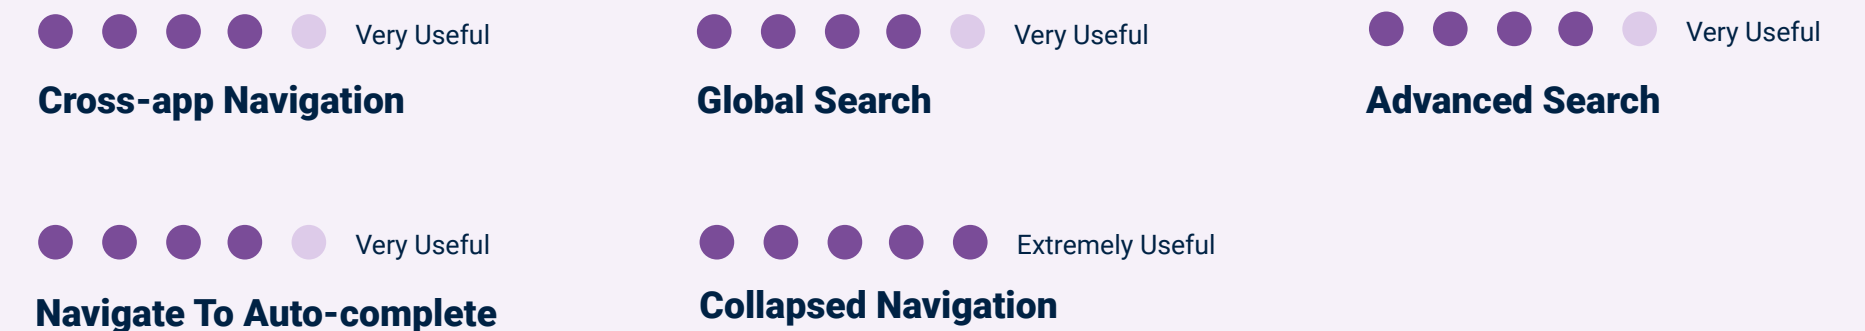 Very Useful
Cross-app Navigation
Very Useful
Global Search
Very Useful
Advanced Search
Very Useful
Navigate To Auto-complete
Extremely Useful
Collapsed Navigation